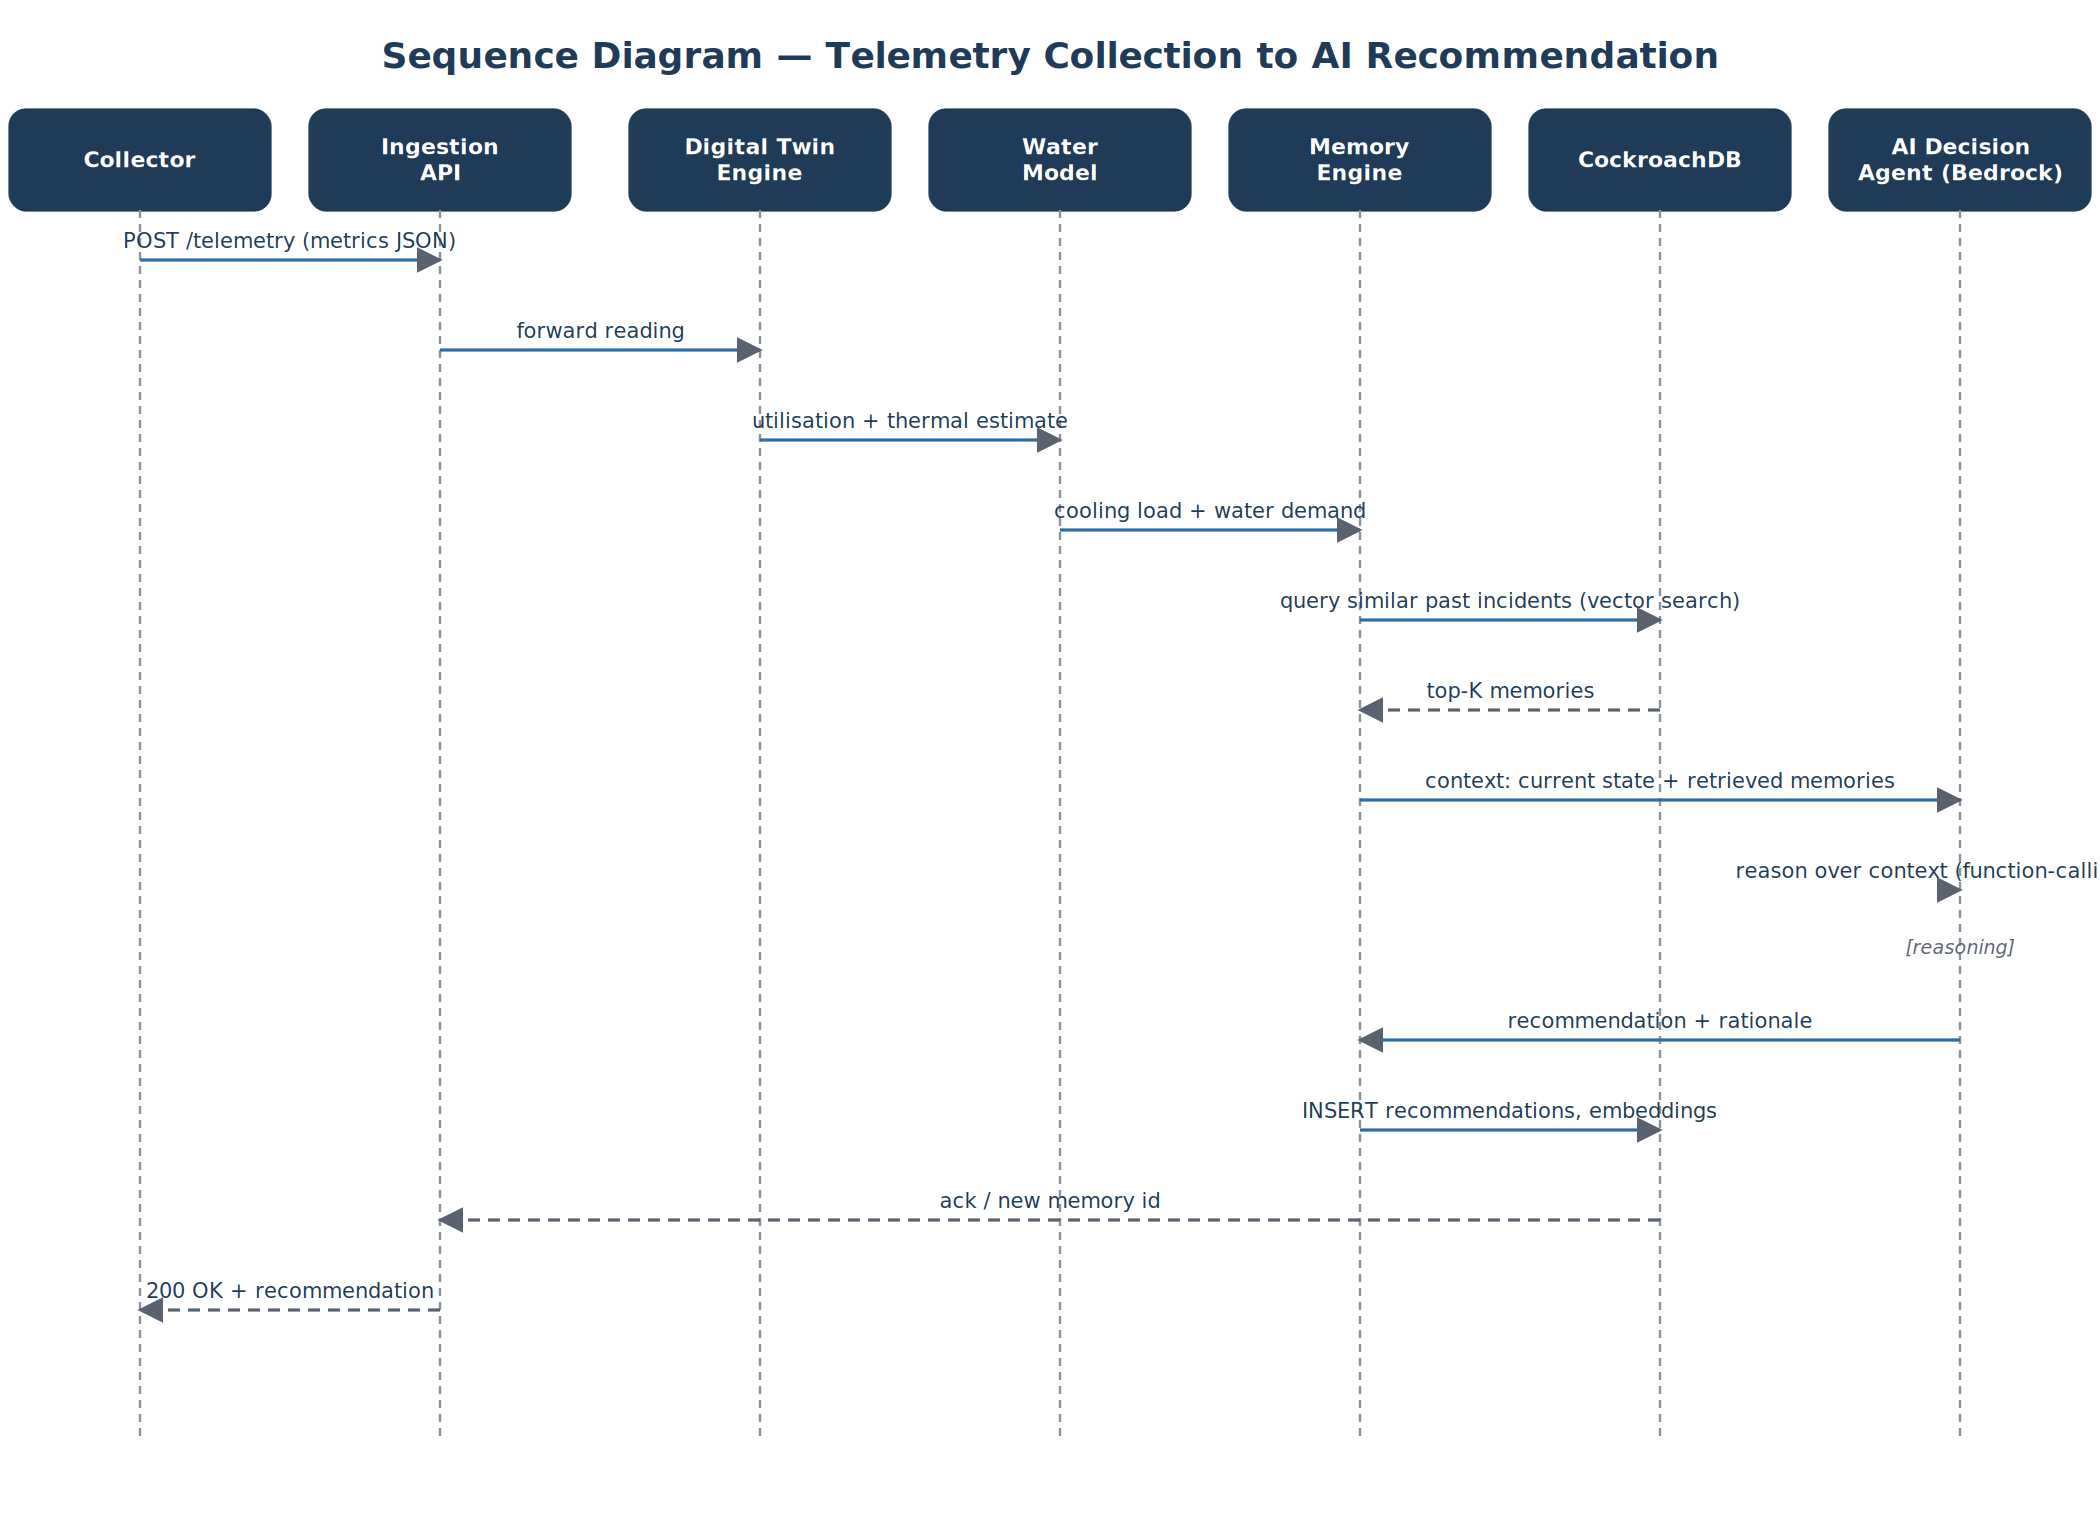 Sequence Diagram — Telemetry Collection to AI Recommendation
Collector
Ingestion
API
Digital Twin
Engine
Water
Model
Memory
Engine
CockroachDB
AI Decision
Agent (Bedrock)
POST /telemetry (metrics JSON)
forward reading
utilisation + thermal estimate
cooling load + water demand
query similar past incidents (vector search)
top-K memories
context: current state + retrieved memories
reason over context (function-calli
[reasoning]
recommendation + rationale
INSERT recommendations, embeddings
ack / new memory id
200 OK + recommendation